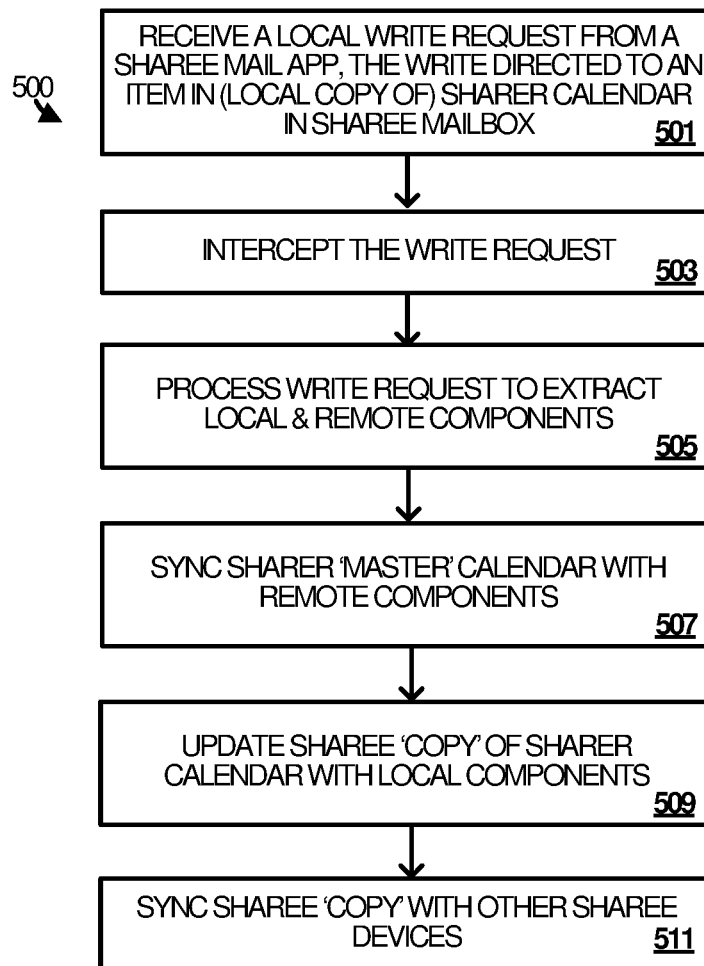 500
RECEIVE A LOCAL WRITE REQUEST FROM A
SHAREE MAIL APP, THE WRITE DIRECTED TO AN
ITEM IN (LOCAL COPY OF) SHARER CALENDAR
IN SHAREE MAILBOX
501
INTERCEPT THE WRITE REQUEST
503
PROCESS WRITE REQUEST TO EXTRACT
LOCAL & REMOTE COMPONENTS
505
SYNC SHARER ‘MASTER’ CALENDAR WITH
REMOTE COMPONENTS
507
UPDATE SHAREE ‘COPY’ OF SHARER
CALENDAR WITH LOCAL COMPONENTS
509
SYNC SHAREE ‘COPY’ WITH OTHER SHAREE
DEVICES
511